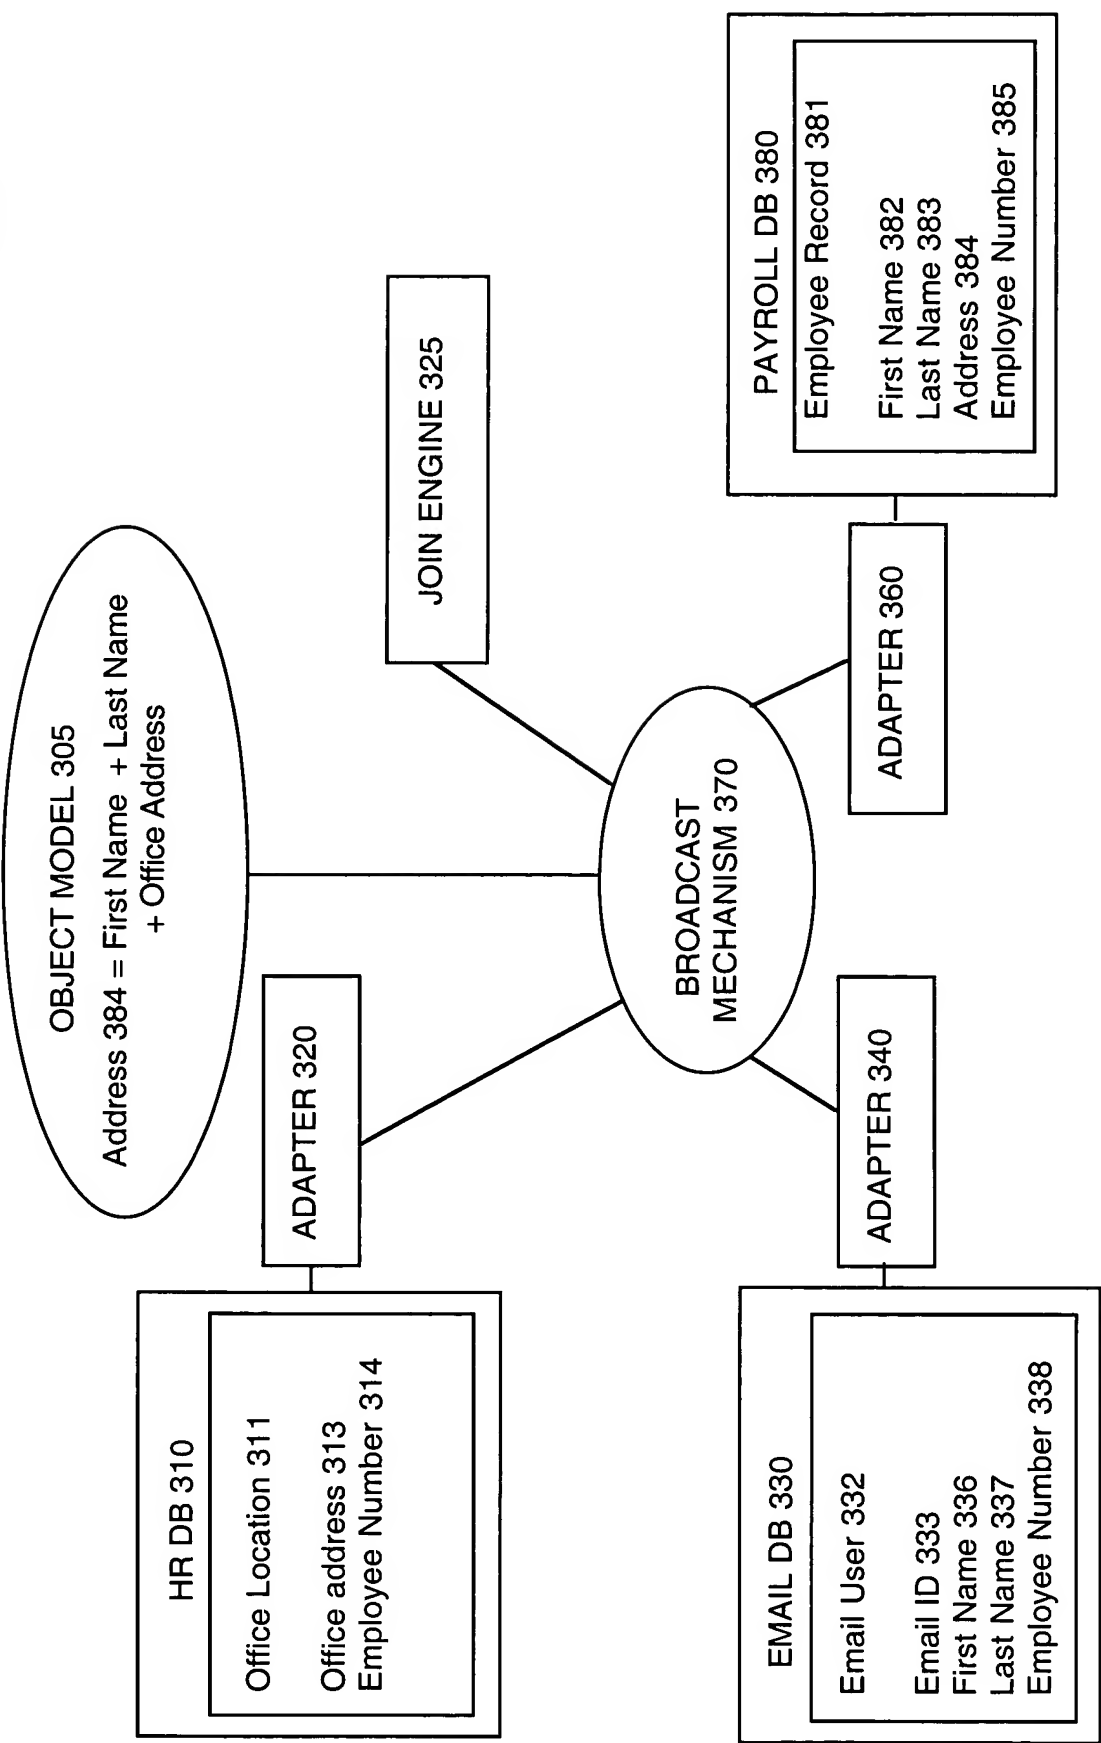 OBJECT MODEL 305
Address 384 = First Name + Last Name
+ Office Address
HR DB 310
Office Location 311
Office address 313
Employee Number 314
ADAPTER 320
JOIN ENGINE 325
BROADCAST
MECHANISM 370
EMAIL DB 330
Email User 332
Email ID 333
First Name 336
Last Name 337
Employee Number 338
ADAPTER 340
ADAPTER 360
PAYROLL DB 380
Employee Record 381
First Name 382
Last Name 383
Address 384
Employee Number 385